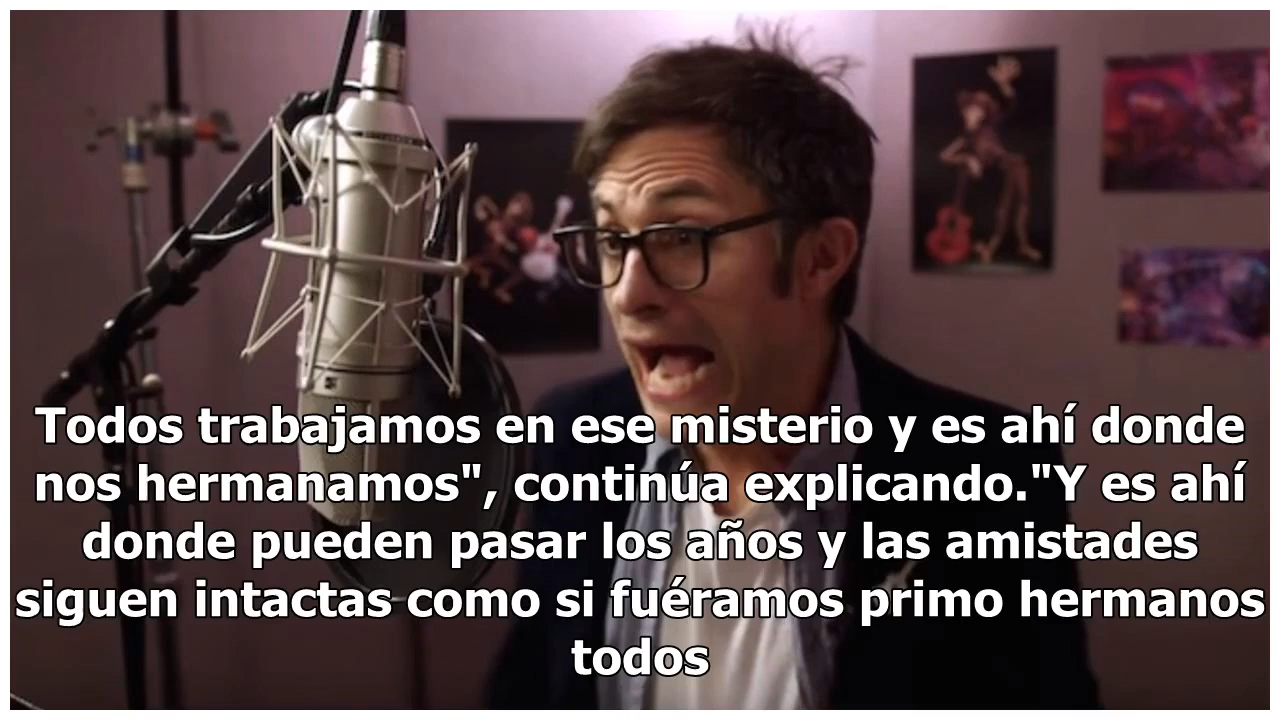 Todos trabajamos en ese misterio y es ahí donde
nos hermanamos", continúa explicando."Y es ahí
donde pueden pasar los años y las amistades
siguen intactas como si fuéramos primo hermanos
todos